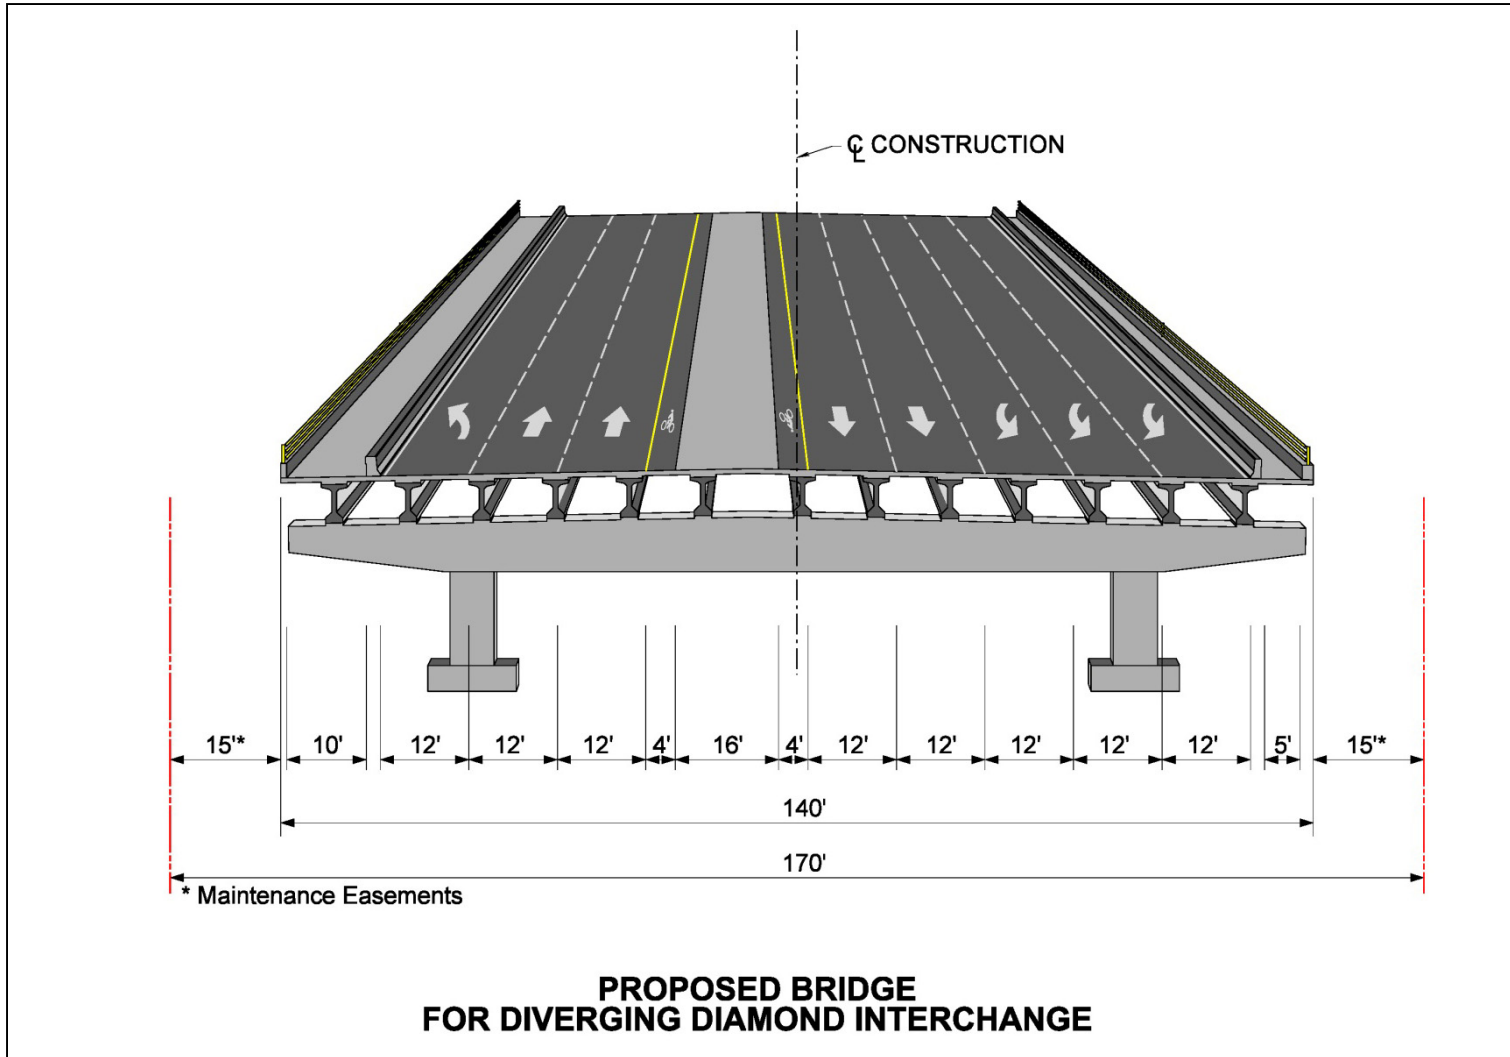 ℄ CONSTRUCTION
15'* 10' 12' 12' 12' 4' 16' 4' 12' 12' 12' 12' 12' 5' 15'*
140'
170'
* Maintenance Easements
PROPOSED BRIDGE
FOR DIVERGING DIAMOND INTERCHANGE